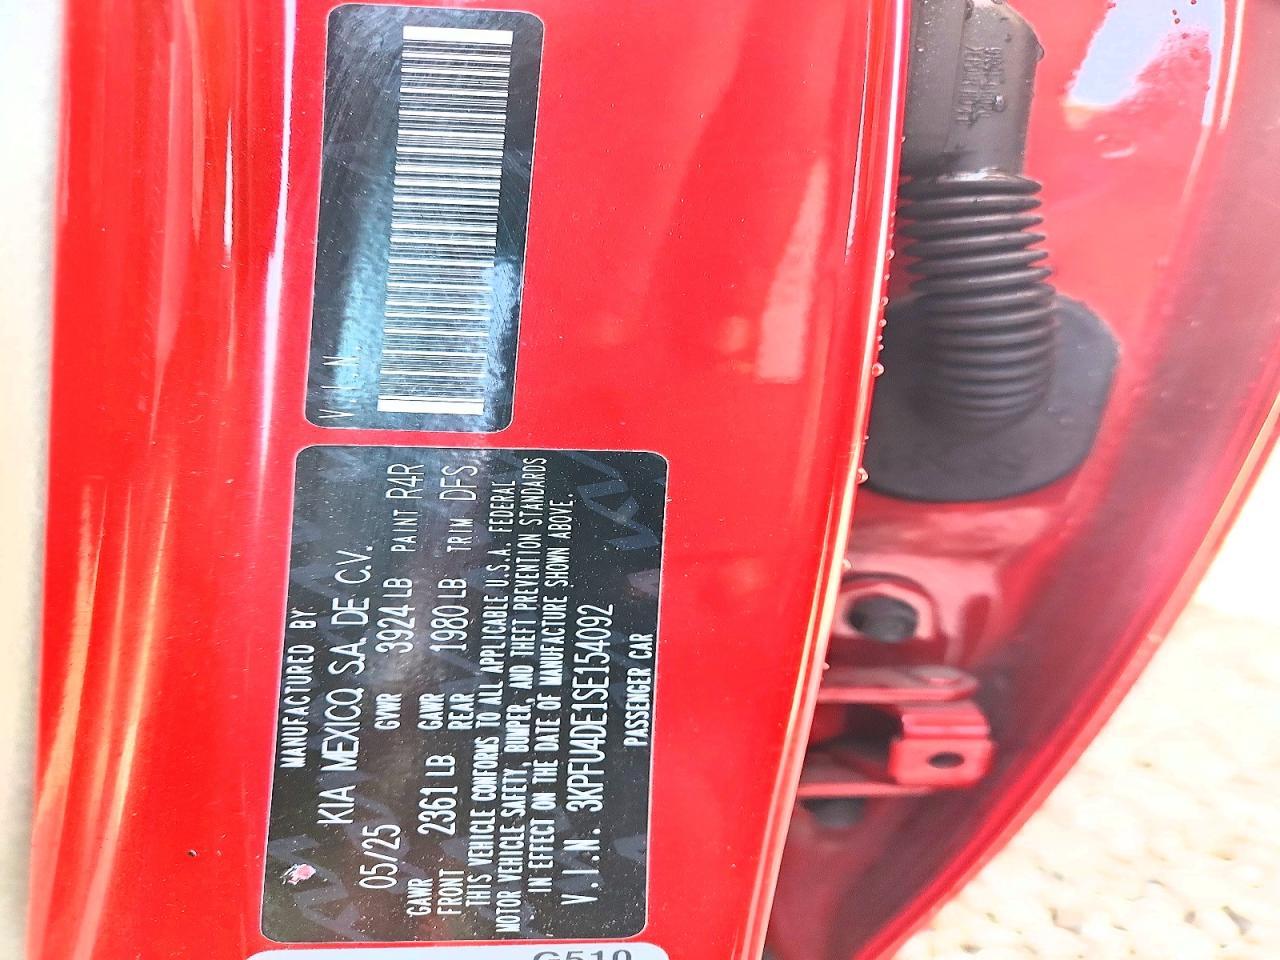 MANUFACTURED BY
KIA MEXICO, S.A. DE C.V.
05/25 GVWR 3924 LB PAINT R4R
GAWR FRONT 2361 LB GAWR REAR 1980 LB TRIM DFS
THIS VEHICLE CONFORMS TO ALL APPLICABLE U.S.A. FEDERAL
MOTOR VEHICLE SAFETY, BUMPER, AND THEFT PREVENTION STANDARDS
IN EFFECT ON THE DATE OF MANUFACTURE SHOWN ABOVE.
V.I.N. 3KPFU4DE1SE154092
PASSENGER CAR
V.I.N
G510